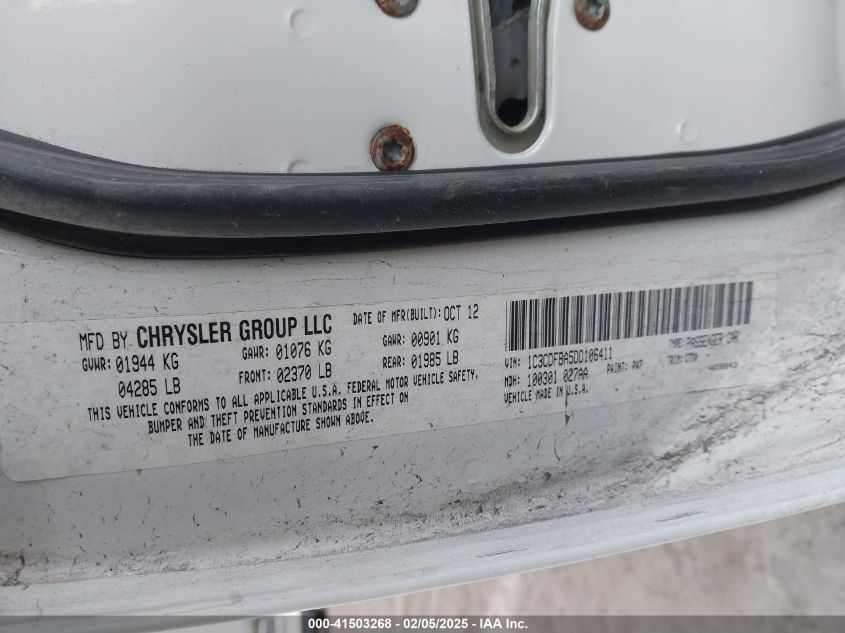 MFD BY CHRYSLER GROUP LLC
DATE OF MFR(BUILT): OCT 12
GVWR: 01944 KG
GAWR: 01076 KG
GAWR: 00901 KG
04285 LB
FRONT: 02370 LB
REAR: 01985 LB
THIS VEHICLE CONFORMS TO ALL APPLICABLE U.S.A. FEDERAL MOTOR VEHICLE SAFETY,
BUMPER AND THEFT PREVENTION STANDARDS IN EFFECT ON
THE DATE OF MANUFACTURE SHOWN ABOVE.
VIN: 1C3CDFBA5DD106411
TYPE: PASSENGER CAR
MDH: 100301 027AA
PAINT: PW7
TRIM:
VEHICLE MADE IN U.S.A.
000-41503268 - 02/05/2025 - IAA Inc.